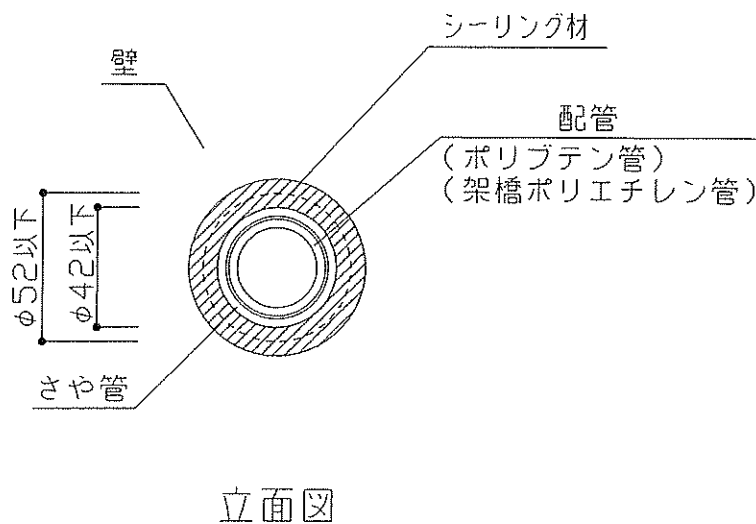 シーリング材
壁
配管
（ポリブテン管）
（架橋ポリエチレン管）
φ52以下
φ42以下
さや管
立面図